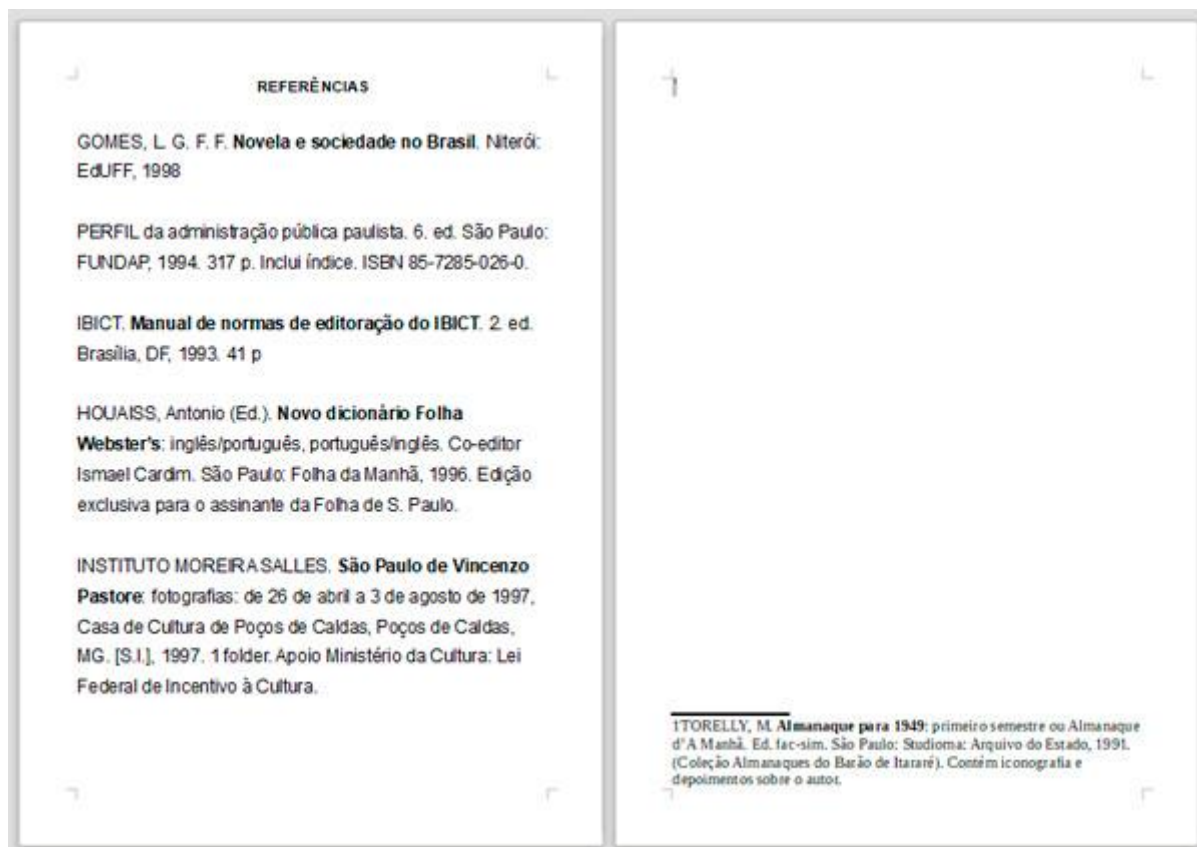 REFERÊNCIAS
GOMES, L. G. F. F. Novela e sociedade no Brasil. Niterói:
EdUFF, 1998
PERFIL da administração pública paulista. 6. ed. São Paulo:
FUNDAP, 1994. 317 p. Inclui índice. ISBN 85-7285-026-0.
IBICT. Manual de normas de editoração do IBICT. 2. ed.
Brasília, DF, 1993. 41 p
HOUAISS, Antonio (Ed.). Novo dicionário Folha
Webster's: inglês/português, português/inglês. Co-editor
Ismael Cardim. São Paulo: Folha da Manhã, 1996. Edição
exclusiva para o assinante da Folha de S. Paulo.
INSTITUTO MOREIRA SALLES. São Paulo de Vincenzo
Pastore: fotografias: de 26 de abril a 3 de agosto de 1997,
Casa de Cultura de Poços de Caldas, Poços de Caldas,
MG. [S.l.], 1997. 1 folder. Apoio Ministério da Cultura: Lei
Federal de Incentivo à Cultura.
1
1TORELLY, M. Almanaque para 1949: primeiro semestre ou Almanaque
d'A Manhã. Ed. fac-sim. São Paulo: Studioma: Arquivo do Estado, 1991.
(Coleção Almanaques do Barão de Itararé). Contém iconografia e
depoimentos sobre o autor.